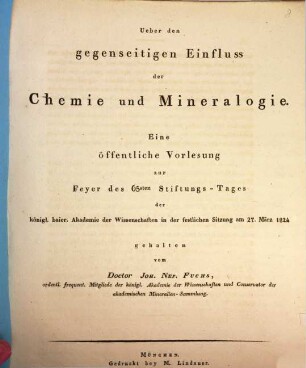 Ueber den
gegenseitigen Einfluss
der
Chemie und Mineralogie.
Eine
öffentliche Vorlesung
zur
Feyer des 65sten Stiftungs-Tages
der
königl. baier. Akademie der Wissenschaften in der festlichen Sitzung am 27. März 1824
gehalten
vom
Doctor Joh. Nep. Fuchs,
ordentl. frequent. Mitgliede der königl. Akademie der Wissenschaften und Conservator der
akademischen Mineralien-Sammlung.
München.
Gedruckt bey M. Lindauer.